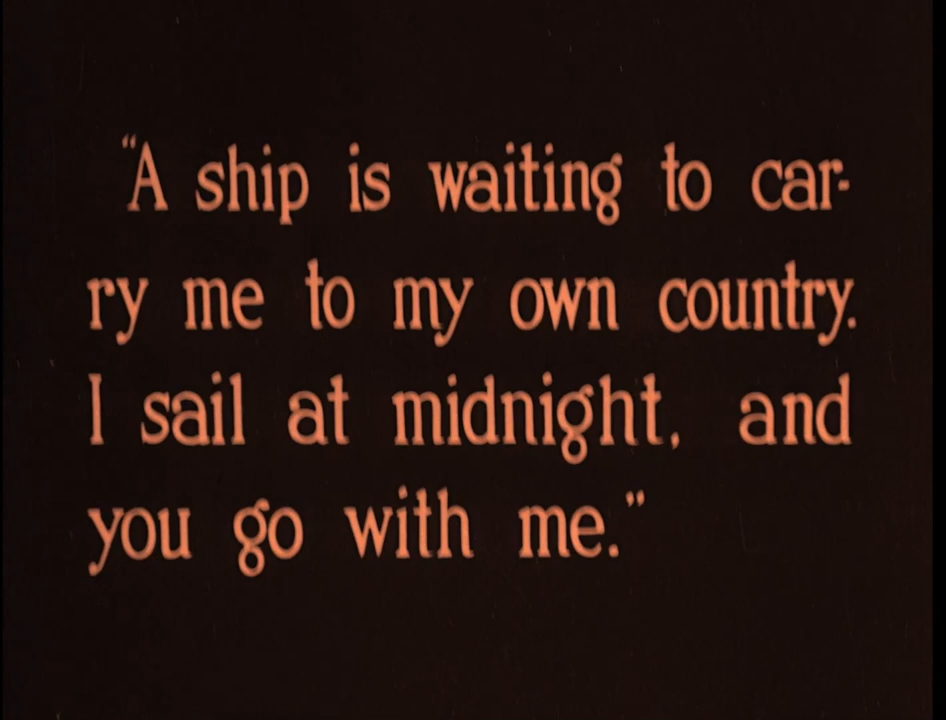 "A ship is waiting to car-
ry me to my own country.
I sail at midnight, and
you go with me."